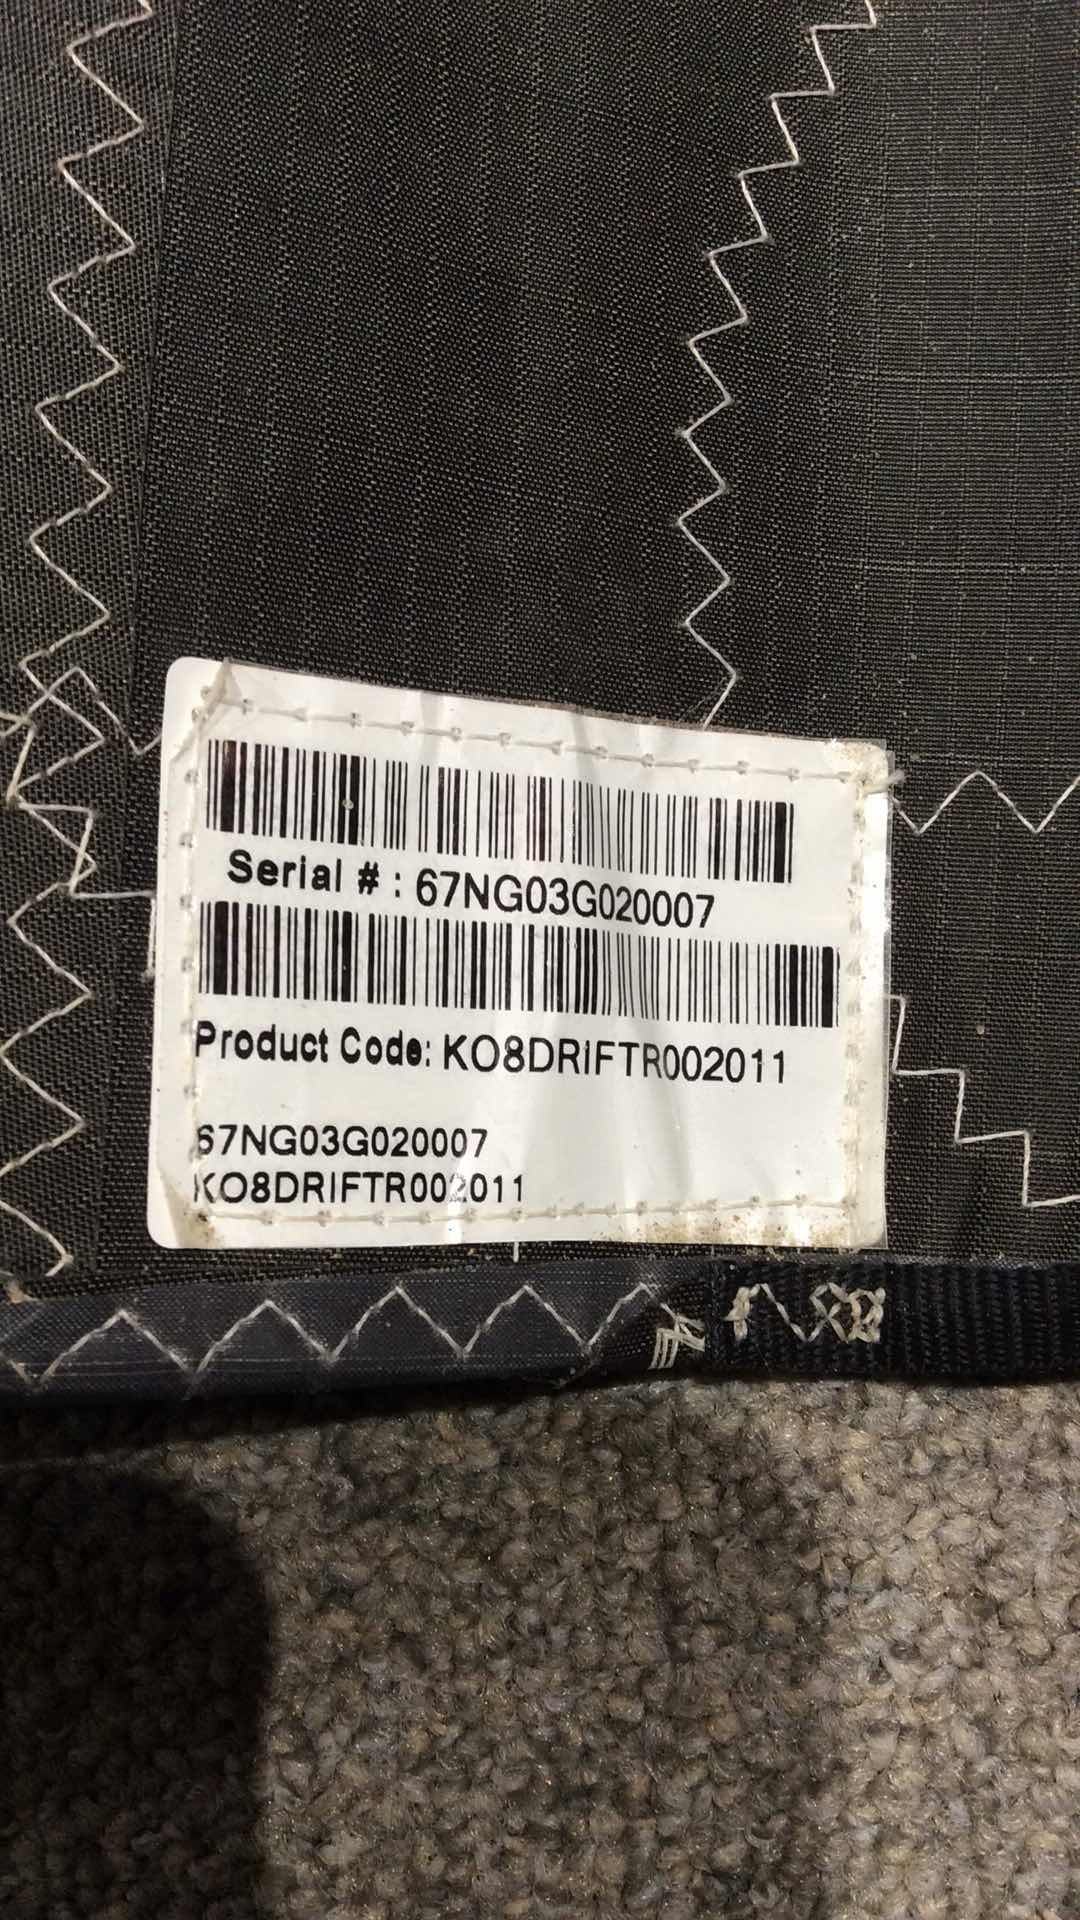 Serial # : 67NG03G020007
Product Code: KO8DRIFTR002011
67NG03G020007
KO8DRIFTR002011